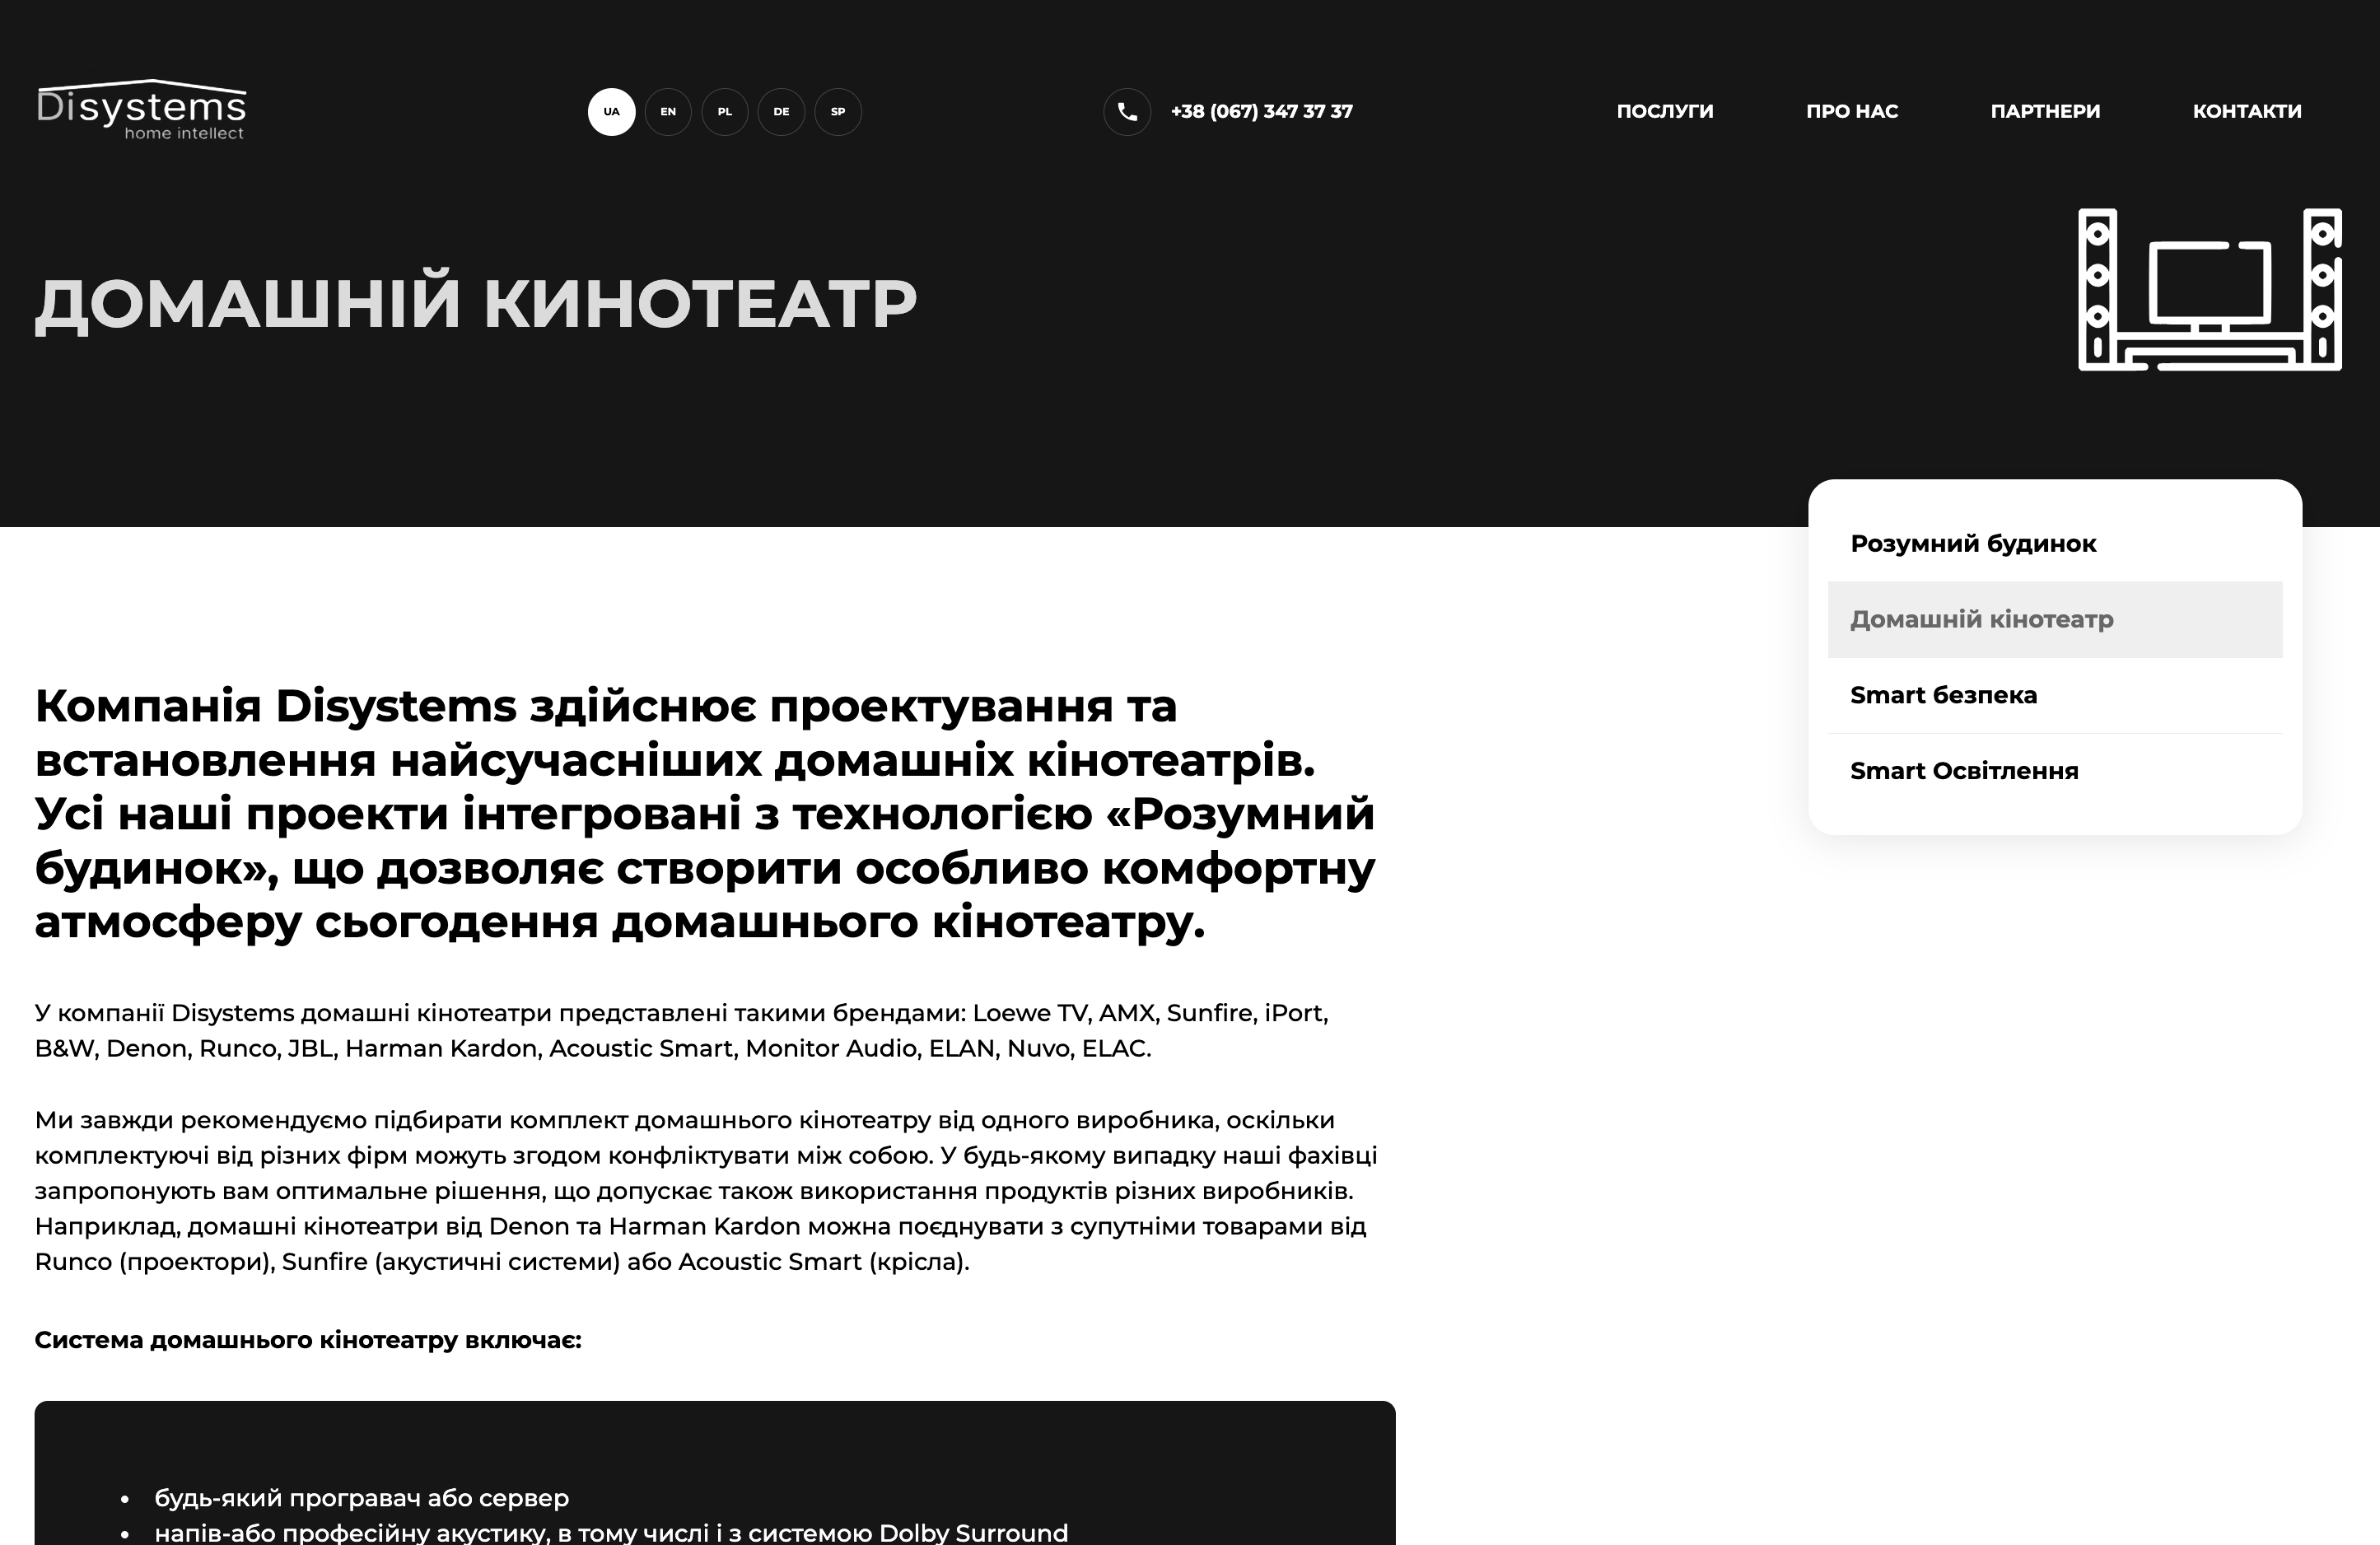 Disystems
home intellect
UA EN PL DE SP
+38 (067) 347 37 37
ПОСЛУГИ ПРО НАС ПАРТНЕРИ КОНТАКТИ
ДОМАШНІЙ КИНОТЕАТР
Розумний будинок
Домашній кінотеатр
Smart безпека
Smart Освітлення
Компанія Disystems здійснює проектування та
встановлення найсучасніших домашніх кінотеатрів.
Усі наші проекти інтегровані з технологією «Розумний
будинок», що дозволяє створити особливо комфортну
атмосферу сьогодення домашнього кінотеатру.
У компанії Disystems домашні кінотеатри представлені такими брендами: Loewe TV, AMX, Sunfire, iPort,
B&W, Denon, Runco, JBL, Harman Kardon, Acoustic Smart, Monitor Audio, ELAN, Nuvo, ELAC.
Ми завжди рекомендуємо підбирати комплект домашнього кінотеатру від одного виробника, оскільки
комплектуючі від різних фірм можуть згодом конфліктувати між собою. У будь-якому випадку наші фахівці
запропонують вам оптимальне рішення, що допускає також використання продуктів різних виробників.
Наприклад, домашні кінотеатри від Denon та Harman Kardon можна поєднувати з супутніми товарами від
Runco (проектори), Sunfire (акустичні системи) або Acoustic Smart (крісла).
Система домашнього кінотеатру включає:
• будь-який програвач або сервер
• напів-або професійну акустику, в тому числі і з системою Dolby Surround